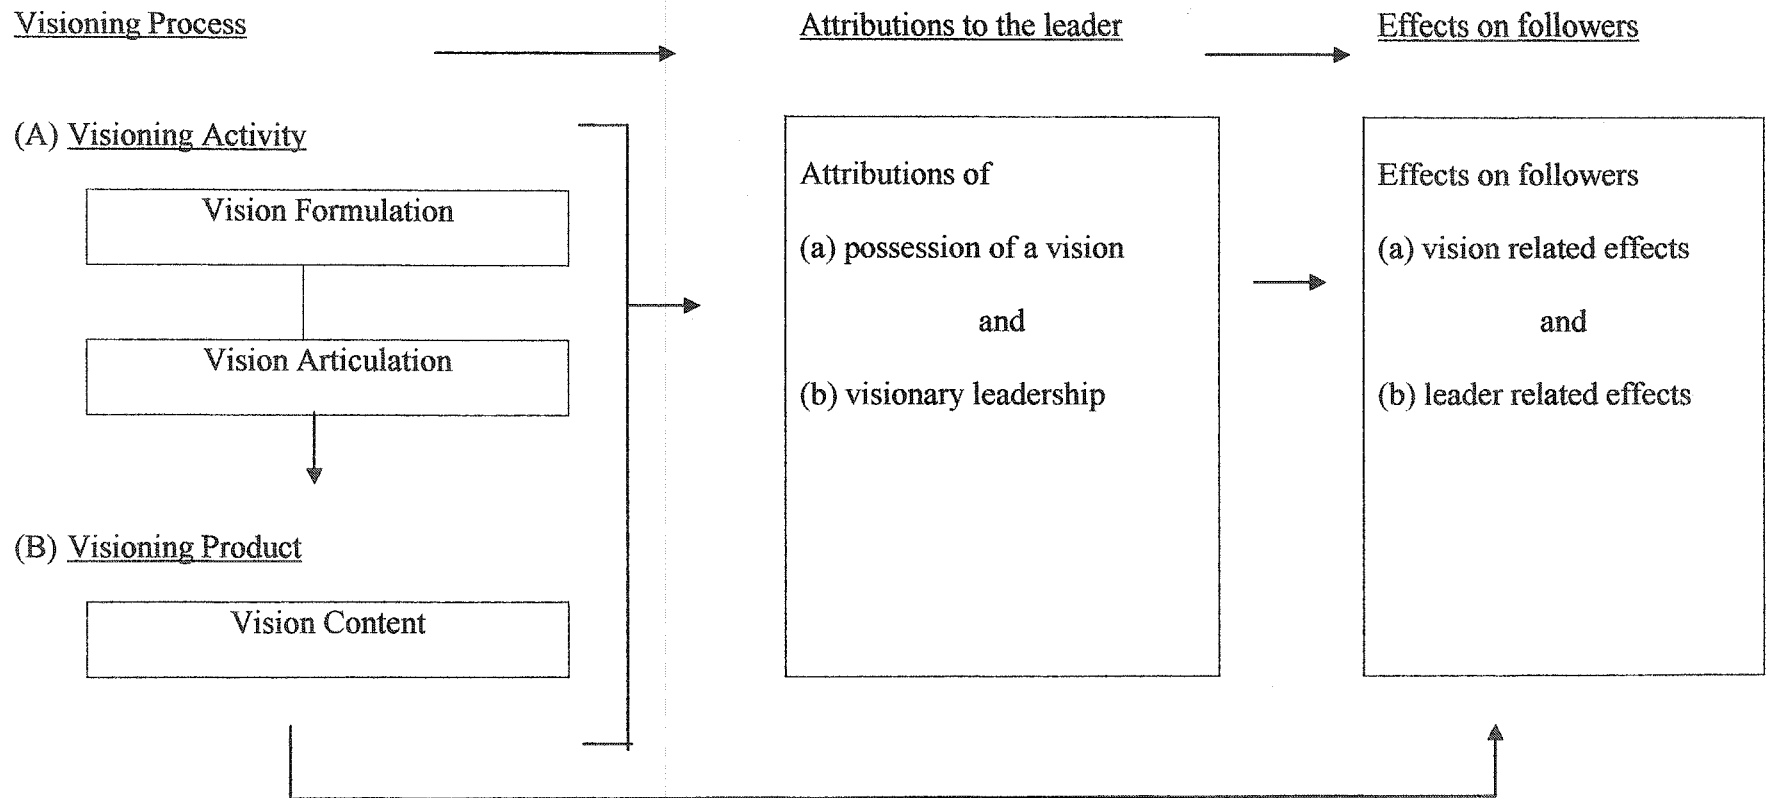 Visioning Process
Attributions to the leader
Effects on followers
(A) Visioning Activity
Vision Formulation
Vision Articulation
(B) Visioning Product
Vision Content
Attributions of
(a) possession of a vision
and
(b) visionary leadership
Effects on followers
(a) vision related effects
and
(b) leader related effects